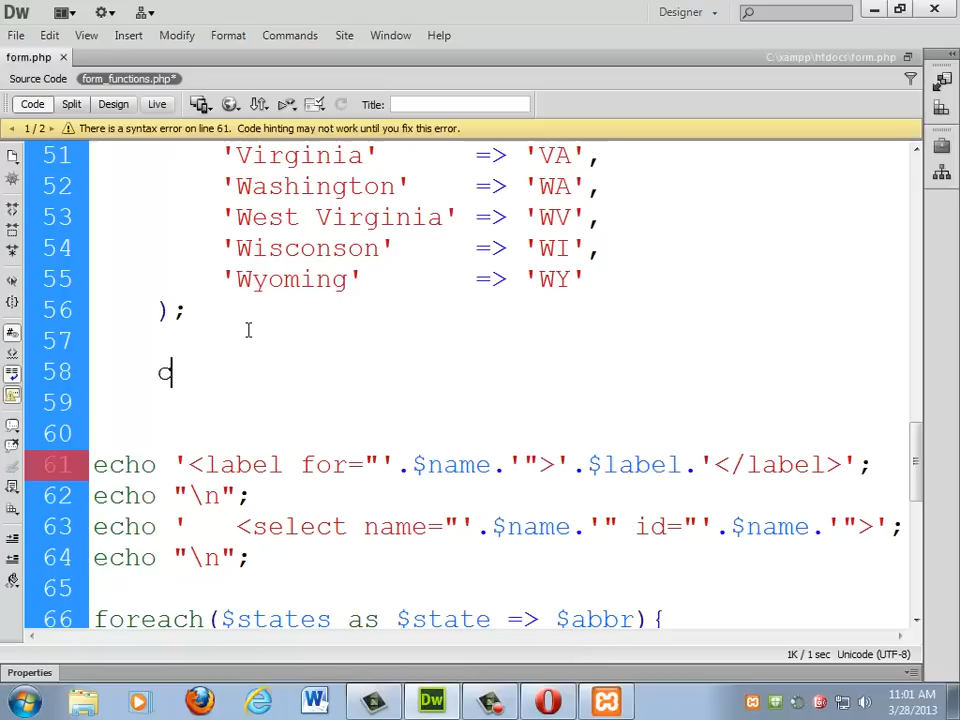 Dw
Designer
File Edit View Insert Modify Format Commands Site Window Help
form.php × C:\xampp\htdocs\form.php
Source Code form_functions.php*
Code Split Design Live Title:
1 / 2 There is a syntax error on line 61. Code hinting may not work until you fix this error.
51 'Virginia' => 'VA',
52 'Washington' => 'WA',
53 'West Virginia' => 'WV',
54 'Wisconson' => 'WI',
55 'Wyoming' => 'WY'
56 );
57
58 c
59
60
61 echo '<label for="'.$name.'">'.$label.'</label>';
62 echo "\n";
63 echo ' <select name="'.$name.'" id="'.$name.'">';
64 echo "\n";
65
66 foreach($states as $state => $abbr){
1K / 1 sec Unicode (UTF-8)
Properties
W Dw
11:01 AM
3/28/2013